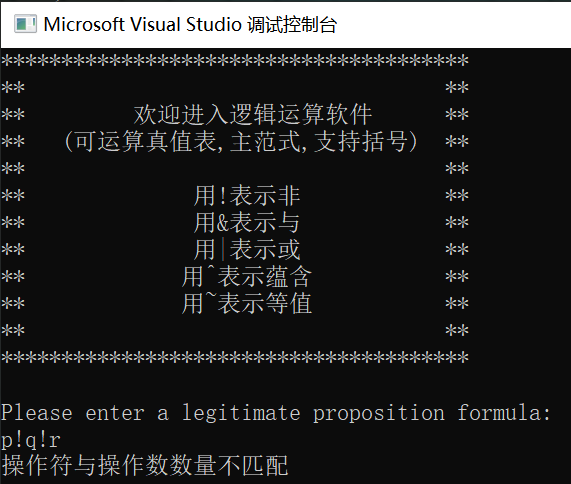 Microsoft Visual Studio 调试控制台
***************************************
**                                   **
**         欢迎进入逻辑运算软件      **
**   (可运算真值表,主范式,支持括号)  **
**                                   **
**              用!表示非            **
**              用&表示与            **
**              用|表示或            **
**             用^表示蕴含           **
**             用~表示等值           **
**                                   **
***************************************
Please enter a legitimate proposition formula:
p!q!r
操作符与操作数数量不匹配